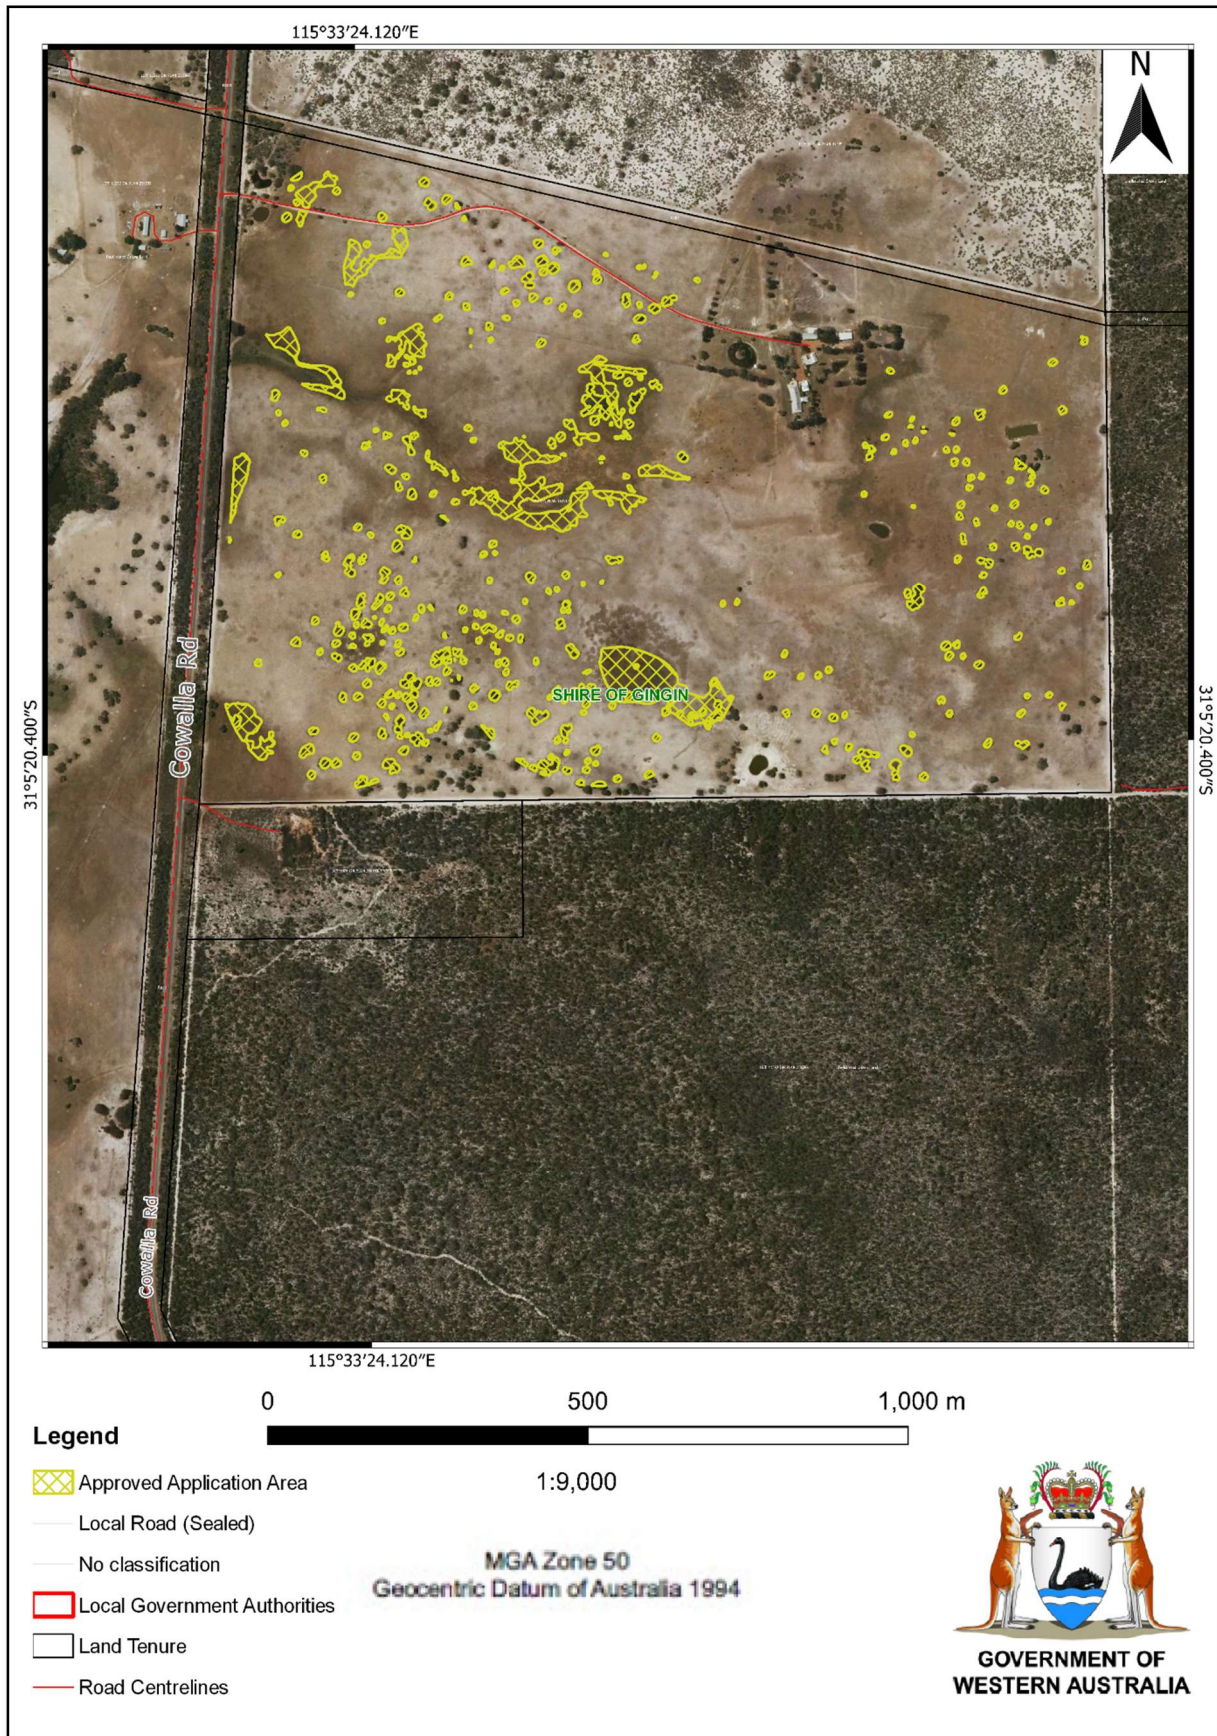 115°33'24.120"E
N
Cowalla Rd
SHIRE OF GINGIN
31°5'20.400"S
31°5'20.400"S
Cowalla Rd
115°33'24.120"E
0 500 1,000 m
Legend
Approved Application Area
1:9,000
Local Road (Sealed)
No classification
MGA Zone 50
Geocentric Datum of Australia 1994
Local Government Authorities
Land Tenure
Road Centrelines
GOVERNMENT OF
WESTERN AUSTRALIA